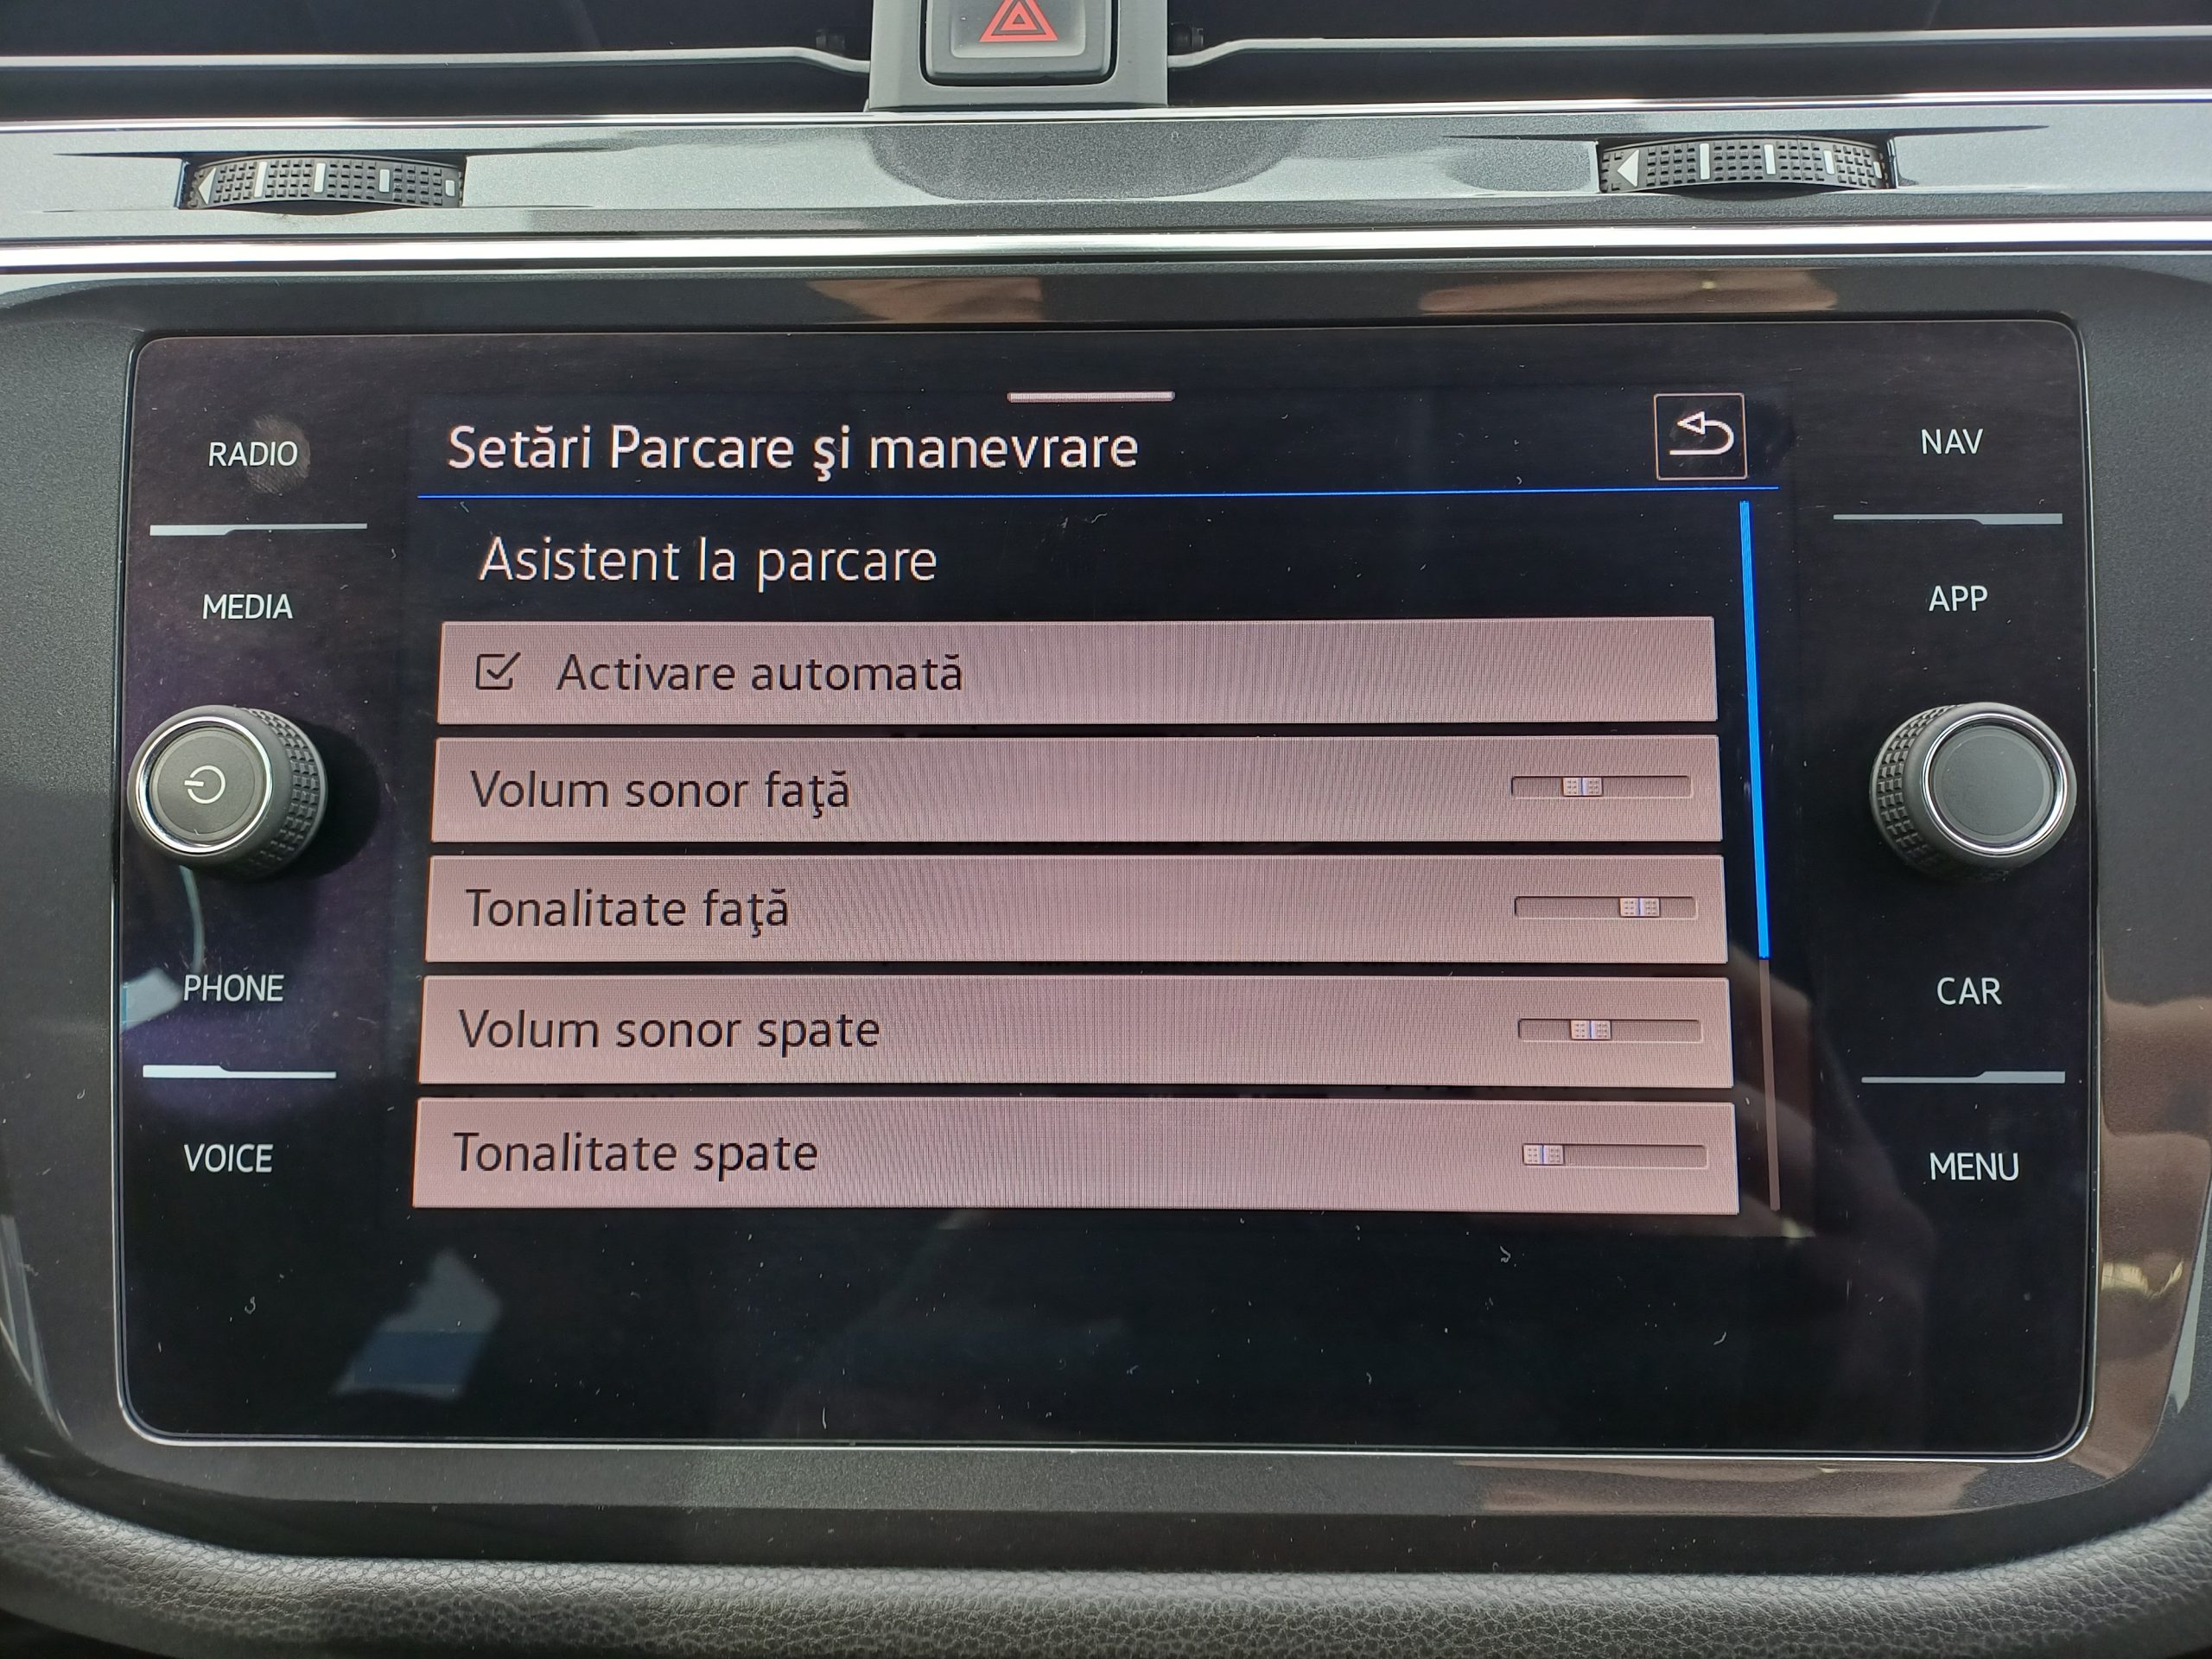 RADIO
MEDIA
PHONE
VOICE
Setări Parcare şi manevrare
Asistent la parcare
Activare automată
Volum sonor faţă
Tonalitate faţă
Volum sonor spate
Tonalitate spate
NAV
APP
CAR
MENU